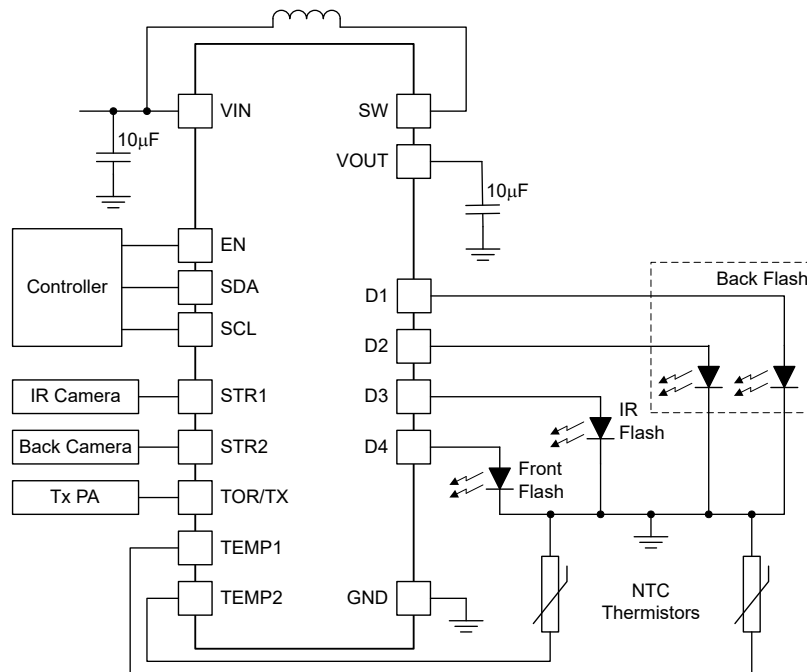 VIN
SW
10μF
VOUT
10μF
EN
Controller
SDA
SCL
D1
Back Flash
D2
IR Camera
STR1
D3
IR
Flash
Back Camera
STR2
D4
Front
Flash
Tx PA
TOR/TX
TEMP1
TEMP2
GND
NTC
Thermistors